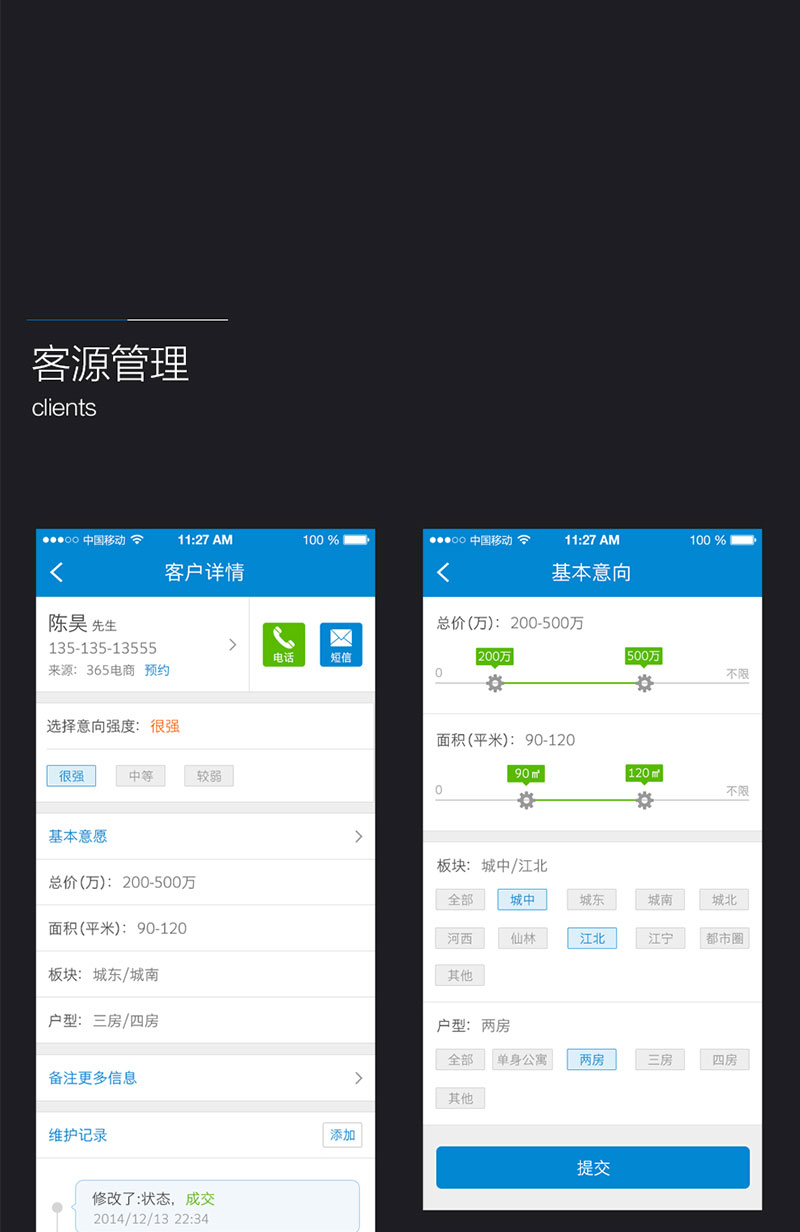 客源管理
clients
中国移动 11:27 AM 100 %
客户详情
陈昊 先生
135-135-13555
来源：365电商 预约
电话
短信
选择意向强度：很强
很强 中等 较弱
基本意愿
总价(万)：200-500万
面积(平米)：90-120
板块：城东/城南
户型：三房/四房
备注更多信息
维护记录 添加
修改了:状态，成交
2014/12/13 22:34
中国移动 11:27 AM 100 %
基本意向
总价(万)：200-500万
200万 500万
0 不限
面积(平米)：90-120
90㎡ 120㎡
0 不限
板块：城中/江北
全部 城中 城东 城南 城北
河西 仙林 江北 江宁 都市圈
其他
户型：两房
全部 单身公寓 两房 三房 四房
其他
提交